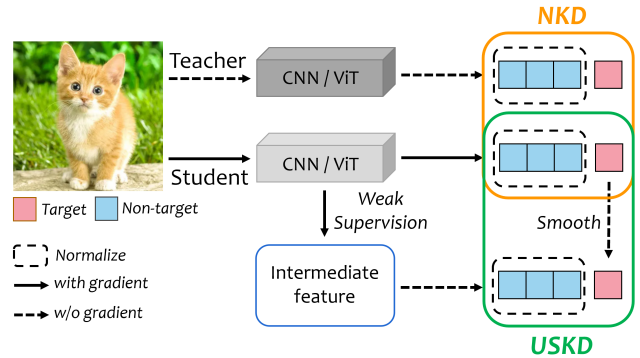 NKD
Teacher
CNN / ViT
CNN / ViT
Student
Weak
Supervision
Target
Non-target
Smooth
Normalize
with gradient
w/o gradient
Intermediate
feature
USKD